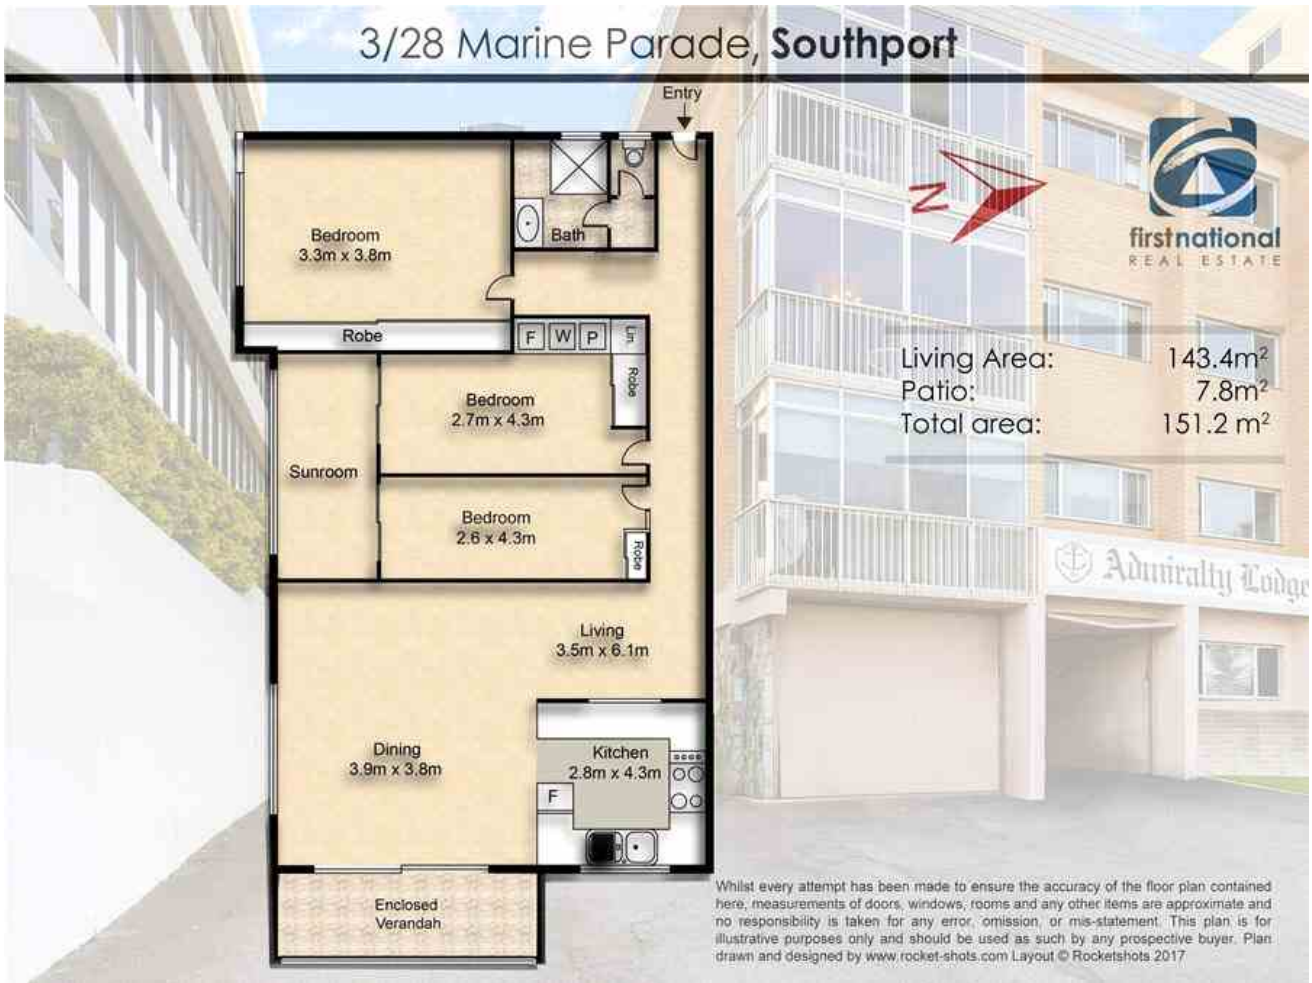 3/28 Marine Parade, Southport
Entry
N
firstnational
REAL ESTATE
Bedroom
3.3m x 3.8m
Bath
Robe
F W P
Lin
Robe
Bedroom
2.7m x 4.3m
Sunroom
Bedroom
2.6 x 4.3m
Robe
Living
3.5m x 6.1m
Dining
3.9m x 3.8m
Kitchen
2.8m x 4.3m
F
Enclosed
Verandah
Living Area: 143.4m²
Patio: 7.8m²
Total area: 151.2 m²
Admiralty Lodge
Whilst every attempt has been made to ensure the accuracy of the floor plan contained
here, measurements of doors, windows, rooms and any other items are approximate and
no responsibility is taken for any error, omission, or mis-statement. This plan is for
illustrative purposes only and should be used as such by any prospective buyer. Plan
drawn and designed by www.rocket-shots.com Layout © Rocketshots 2017